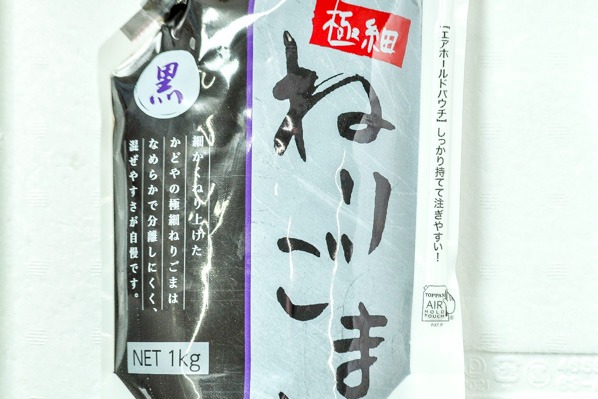 極細
ねりごま
黒
細かくねり上げた
かどやの極細ねりごまは
なめらかで分離しにくく、
混ぜやすさが自慢です。
NET 1kg
【エアホールドパウチ】しっかり持てて注ぎやすい!
TOPPAN
AIR
HOLD
POUCH
PAT.P